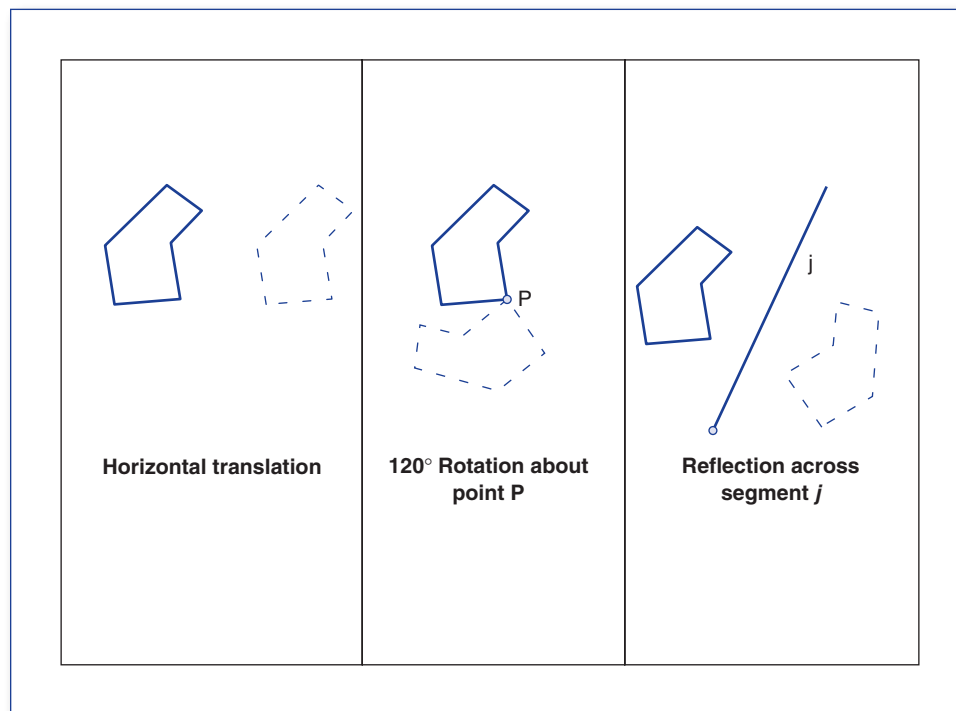 P
j
Horizontal translation
120° Rotation about
point P
Reflection across
segment j